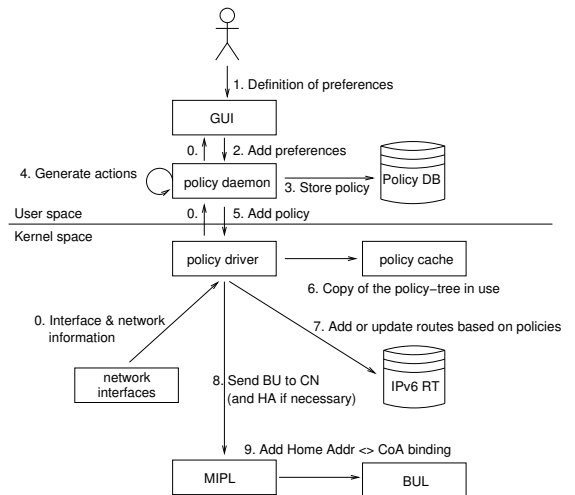 1. Definition of preferences
GUI
0.
2. Add preferences
4. Generate actions
policy daemon
3. Store policy
Policy DB
User space
0.
5. Add policy
Kernel space
policy driver
policy cache
6. Copy of the policy−tree in use
0. Interface & network
information
7. Add or update routes based on policies
network
interfaces
8. Send BU to CN
(and HA if necessary)
IPv6 RT
9. Add Home Addr <> CoA binding
MIPL
BUL